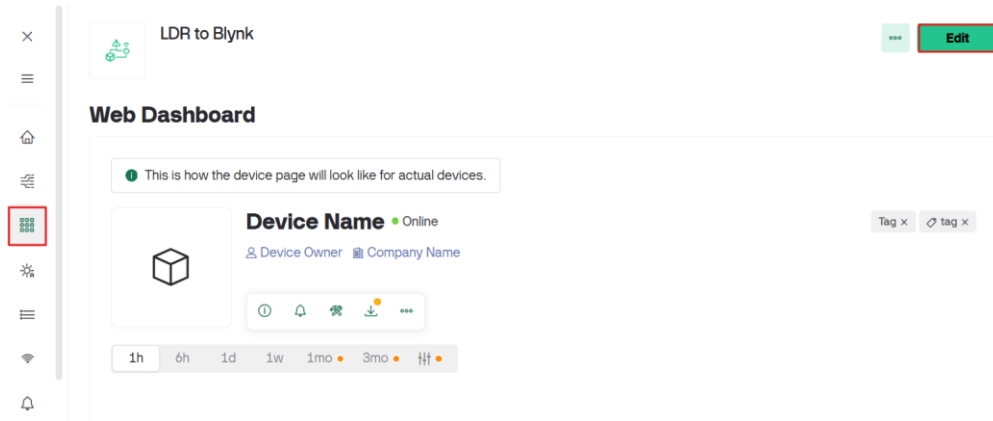 LDR to Blynk
Edit
Web Dashboard
This is how the device page will look like for actual devices.
Device Name Online
Tag × tag ×
Device Owner Company Name
1h 6h 1d 1w 1mo 3mo